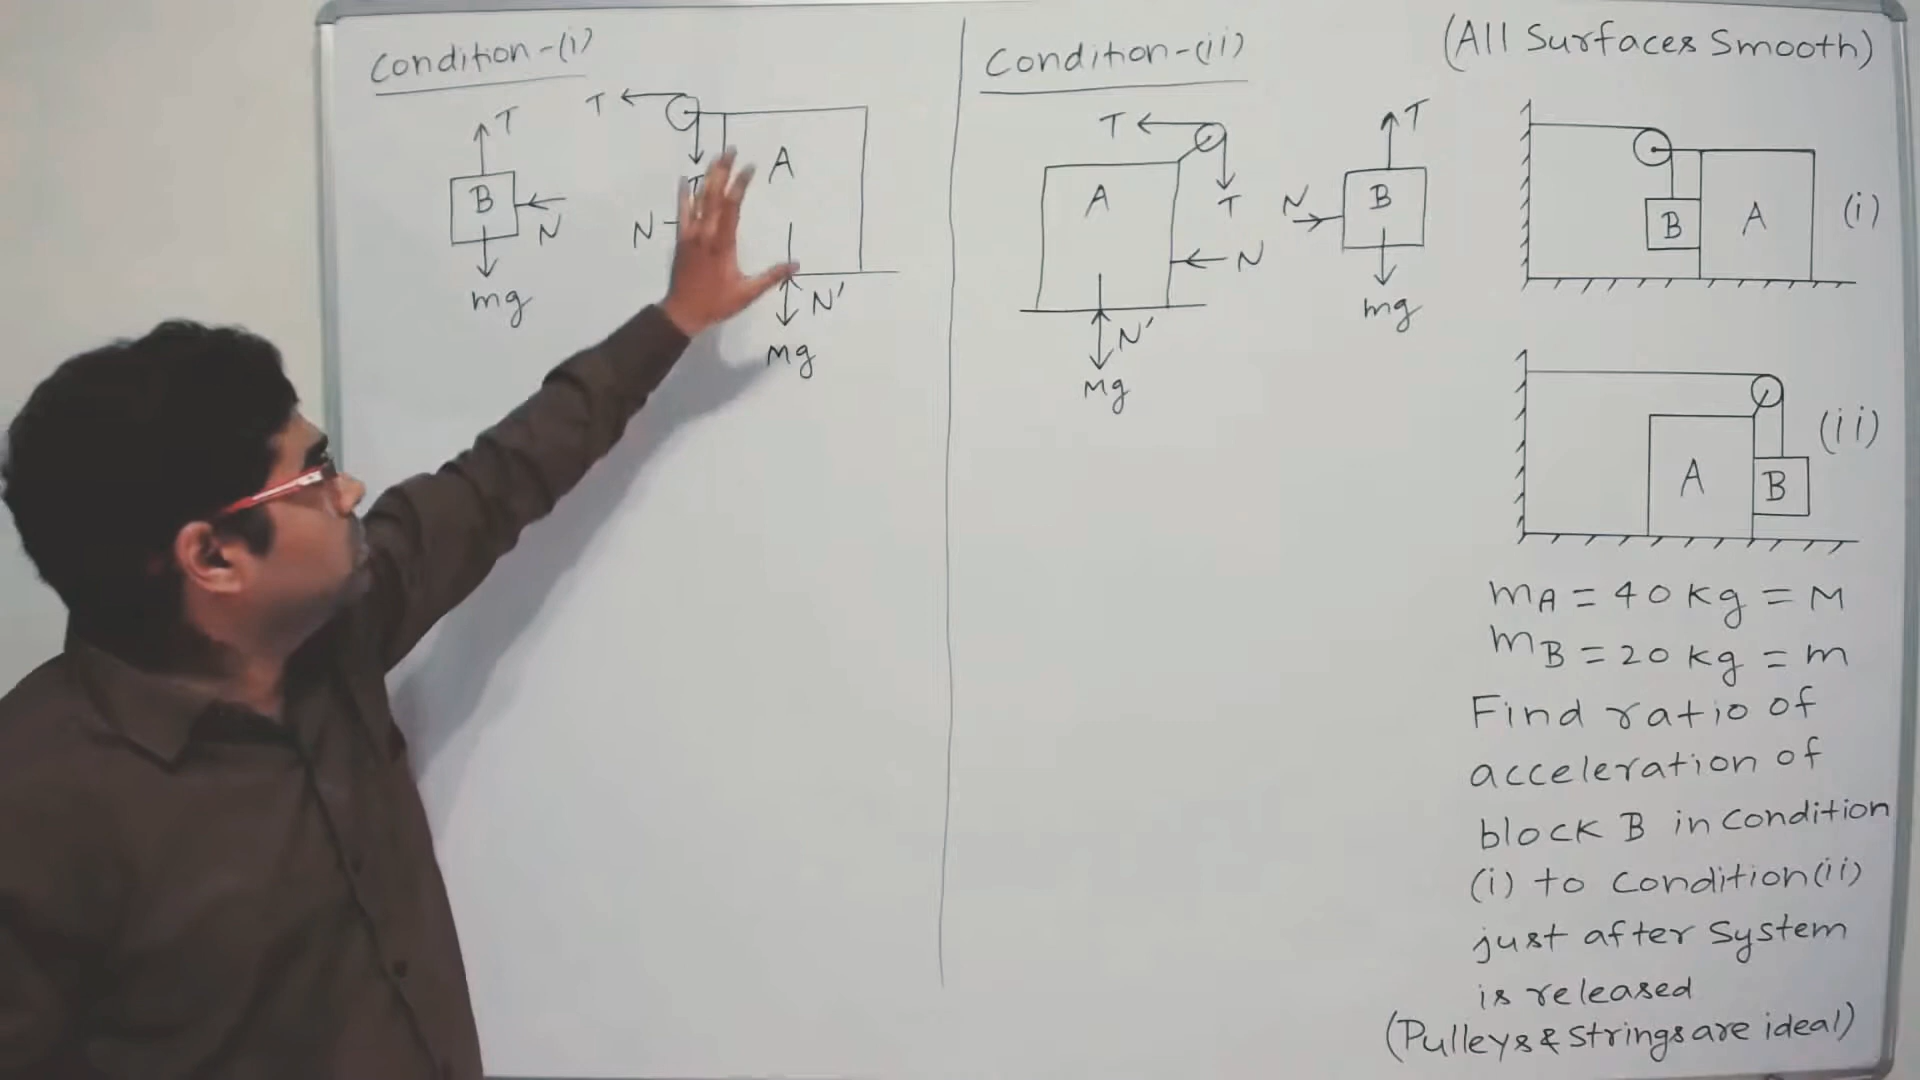 Condition-(i)
T
B
N
mg
T
T
A
N
N'
Mg
Condition-(ii)
T
T
A
N
N'
Mg
T
N
B
mg
(All Surfaces Smooth)
B
A
(i)
A
B
(ii)
mA = 40 kg = M
mB = 20 kg = m
Find ratio of
acceleration of
block B in condition
(i) to condition(ii)
just after system
is released
(Pulleys & strings are ideal)